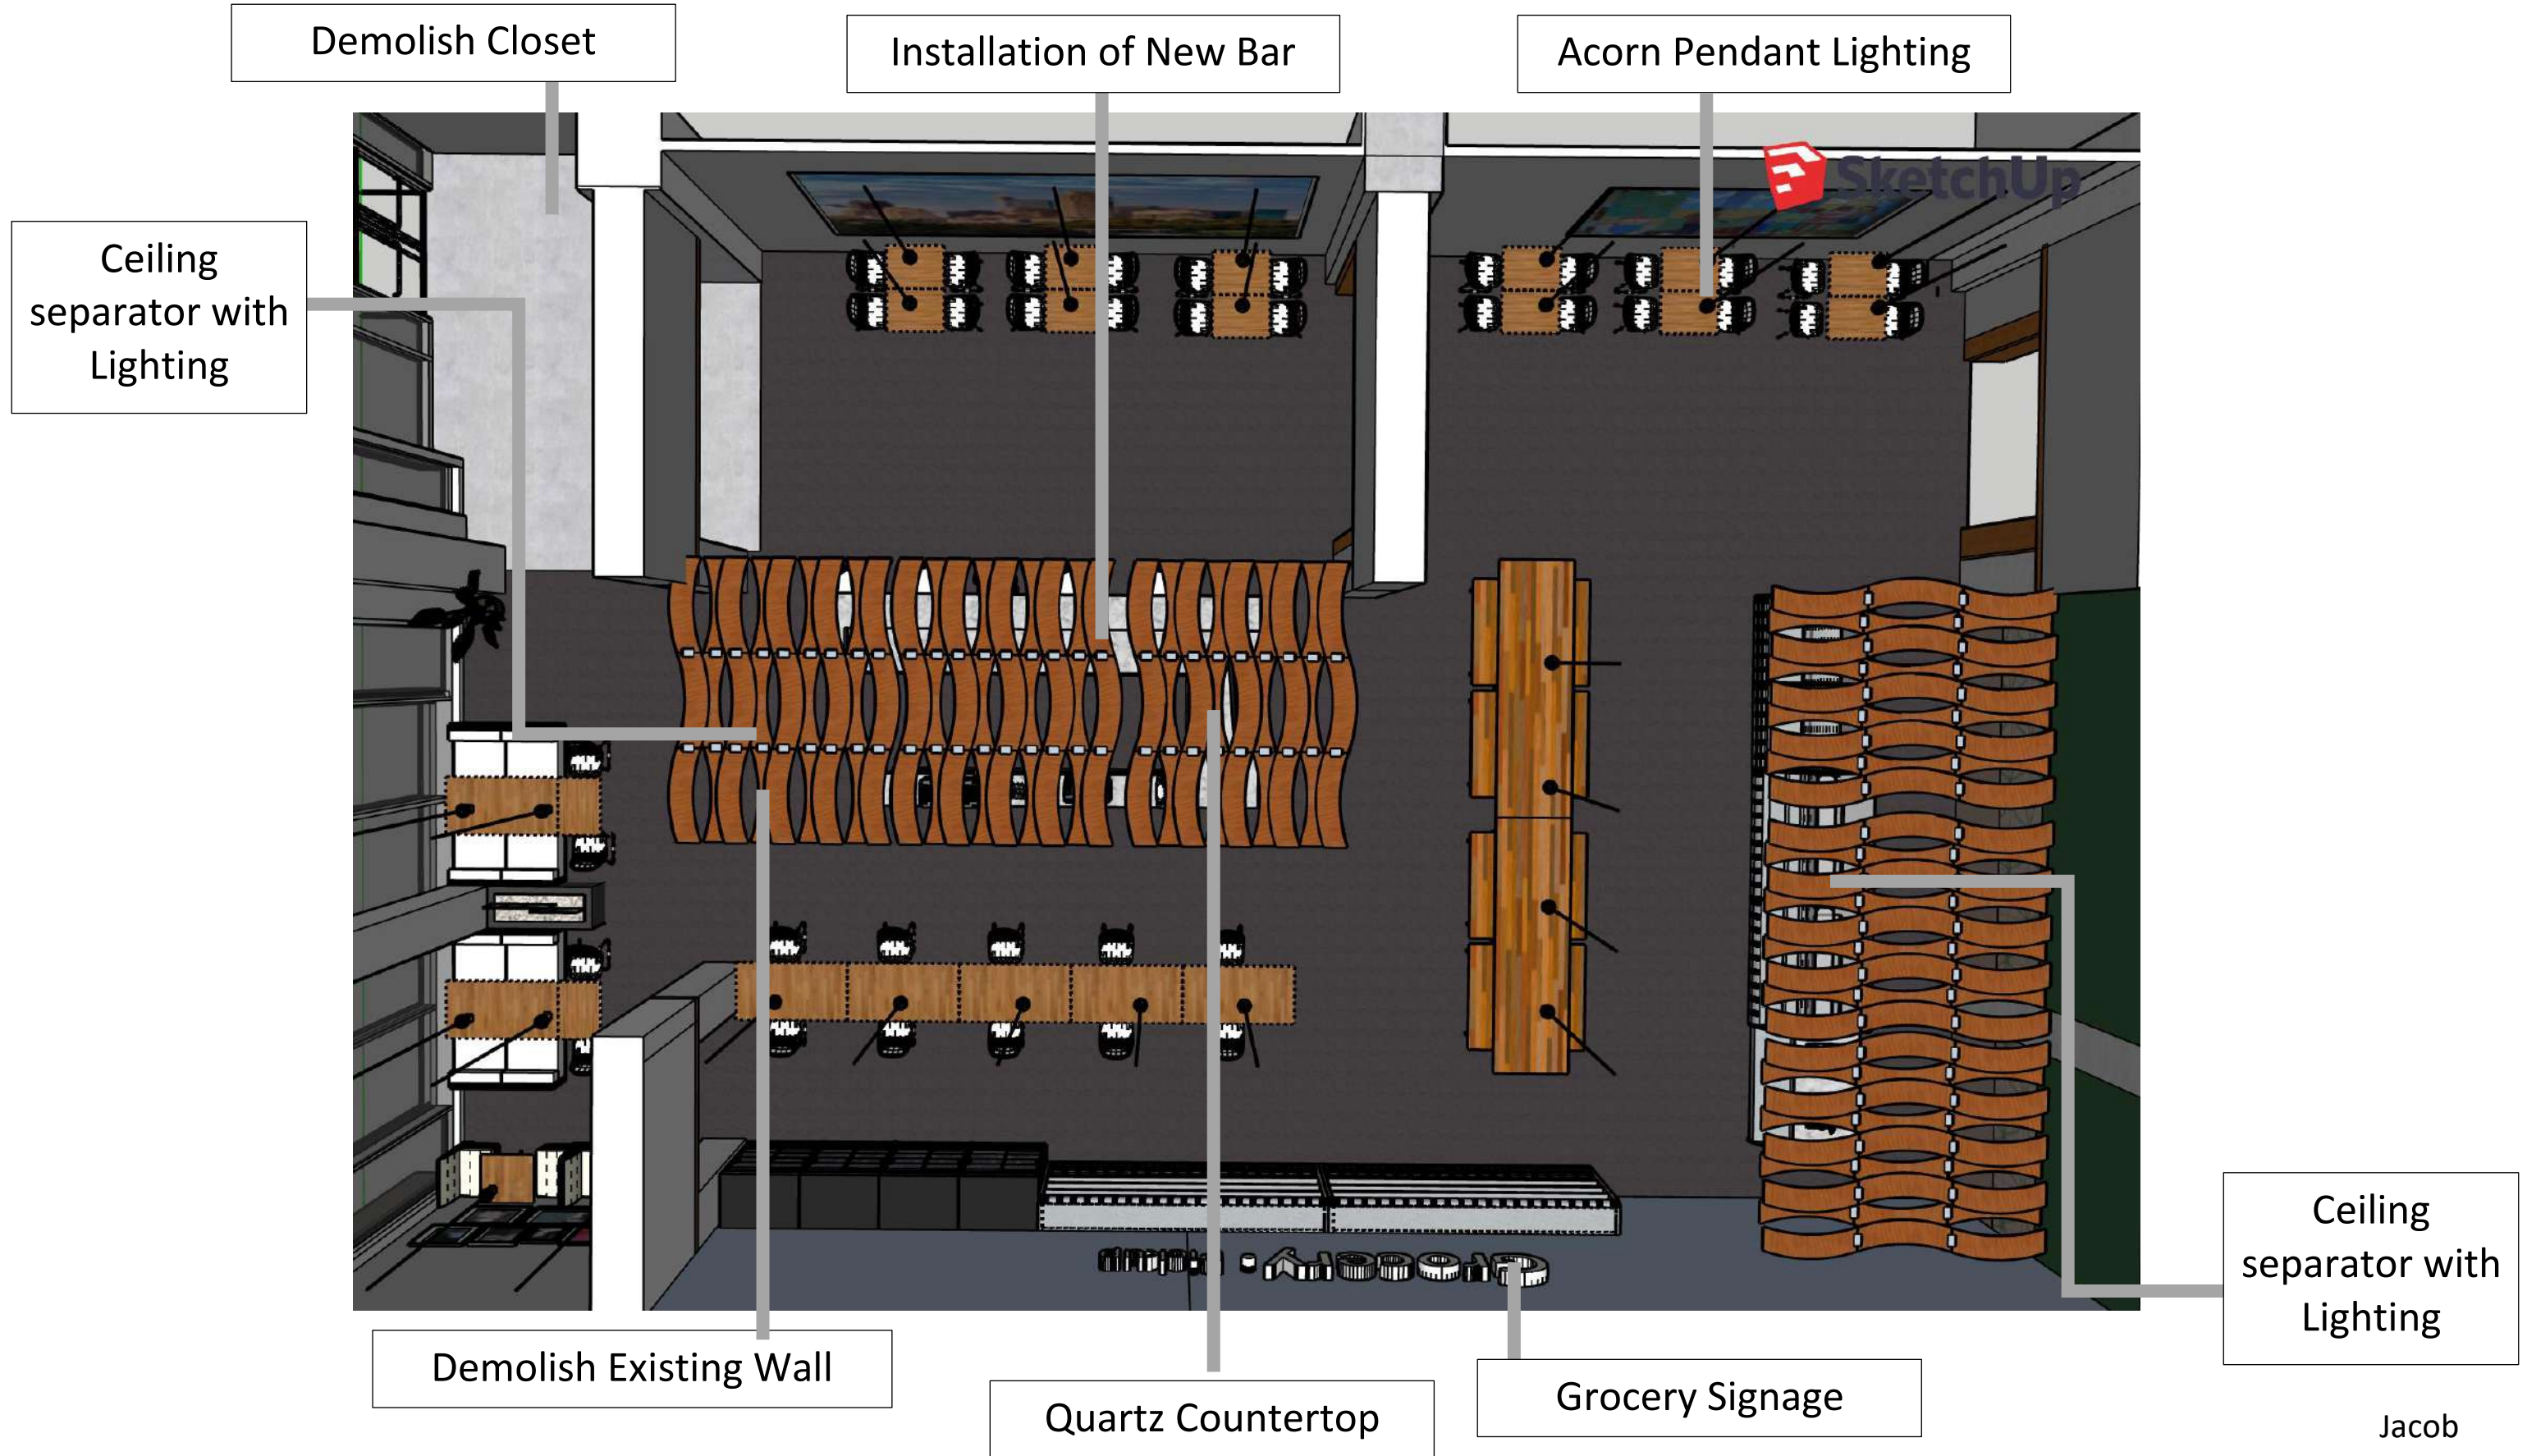 Demolish Closet
Installation of New Bar
Acorn Pendant Lighting
SketchUp
Ceiling
separator with
Lighting
Ceiling
separator with
Lighting
Demolish Existing Wall
Quartz Countertop
Grocery Signage
Jacob